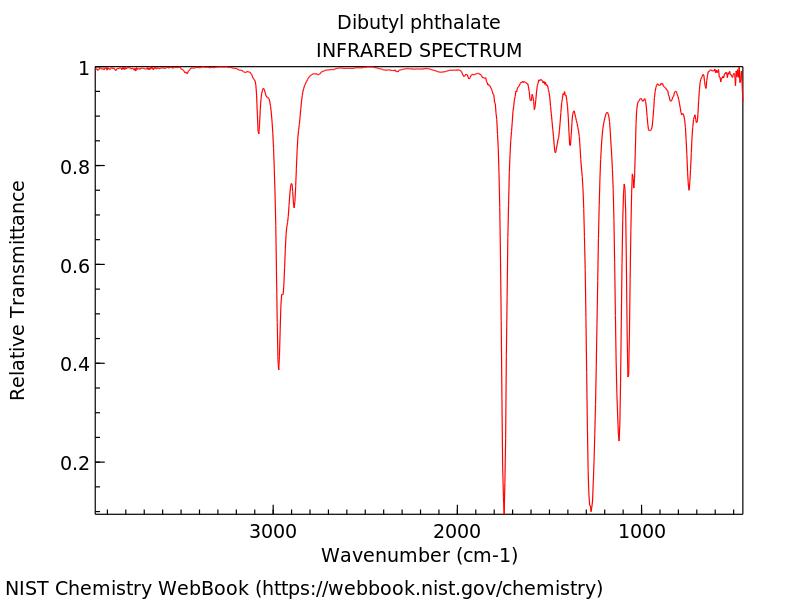 Dibutyl phthalate
INFRARED SPECTRUM
1
0.8
0.6
0.4
0.2
Relative Transmittance
3000 2000 1000
Wavenumber (cm-1)
NIST Chemistry WebBook (https://webbook.nist.gov/chemistry)